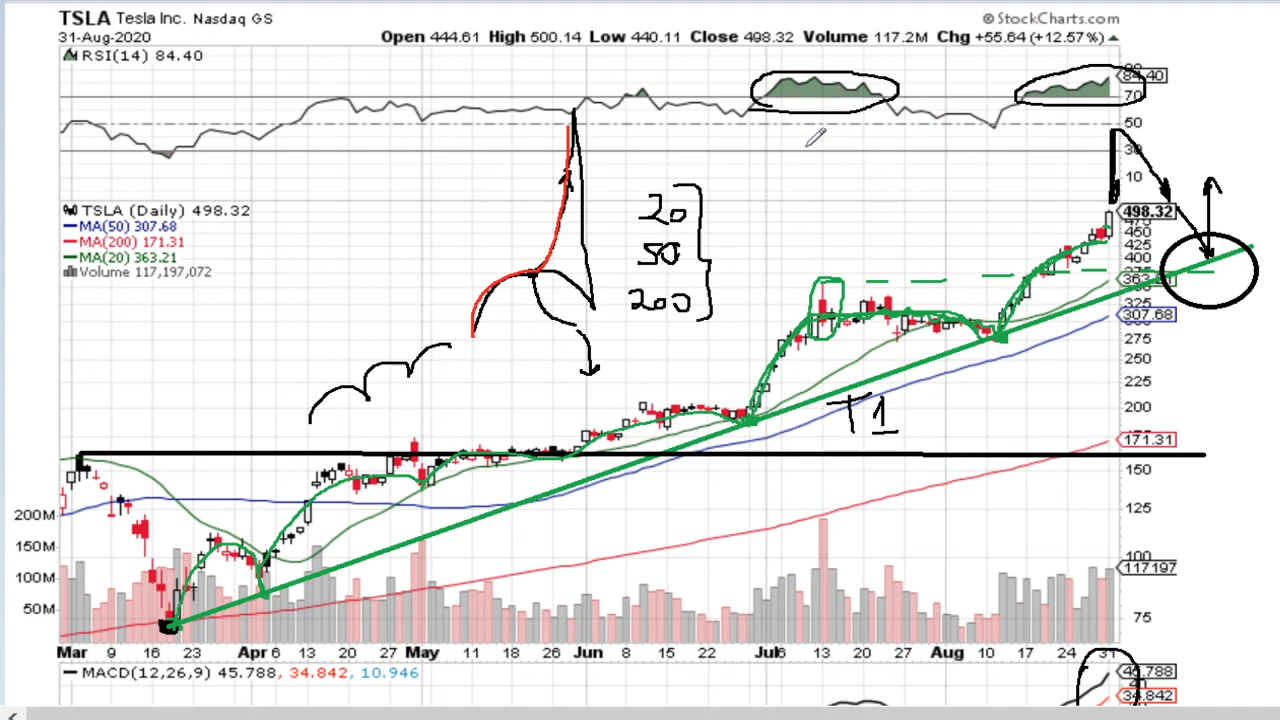 TSLA Tesla Inc. Nasdaq GS
© StockCharts.com
31-Aug-2020
Open 444.61 High 500.14 Low 440.11 Close 498.32 Volume 117.2M Chg +55.64 (+12.57%)
RSI(14) 84.40
90
84.40
70
50
30
10
TSLA (Daily) 498.32
MA(50) 307.68
MA(200) 171.31
MA(20) 363.21
Volume 117,197,072
20
50
200
T1
498.32
475
450
425
400
375
363.21
325
307.68
300
275
250
225
200
171.31
150
125
100
117197
75
200M
150M
100M
50M
Mar 9 16 23 Apr 6 13 20 27 May 11 18 26 Jun 8 15 22 Jul 6 13 20 27 Aug 10 17 24 31
MACD(12,26,9) 45.788, 34.842, 10.946
45.788
34.842